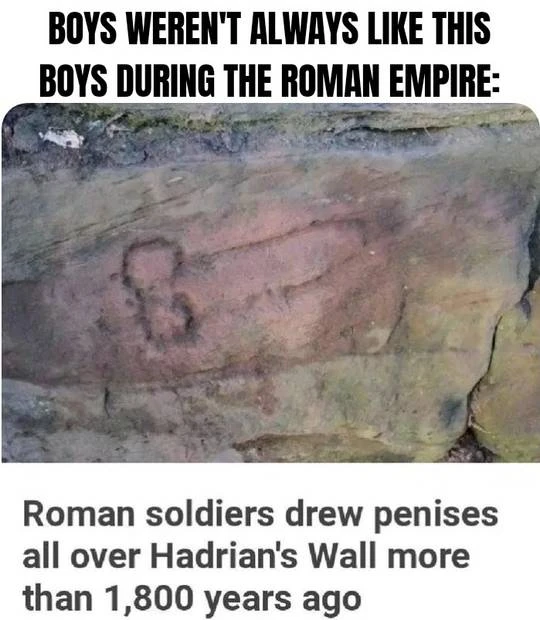 BOYS WEREN'T ALWAYS LIKE THIS
BOYS DURING THE ROMAN EMPIRE:
Roman soldiers drew penises
all over Hadrian's Wall more
than 1,800 years ago